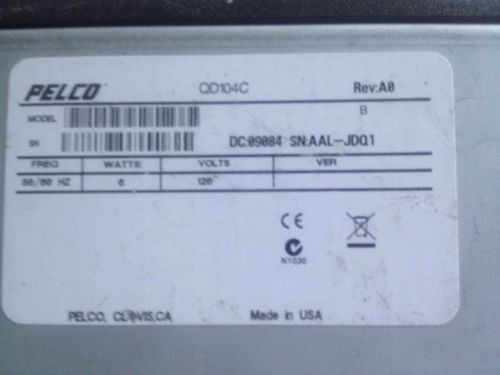 PELCO QD104C Rev:A0
MODEL B
SN DC:09084 SN:AAL-JDQ1
FREQ WATTS: VOLTS VER
50/60 HZ 6 120
CE
N1030
PELCO, CLOVIS,CA Made in USA